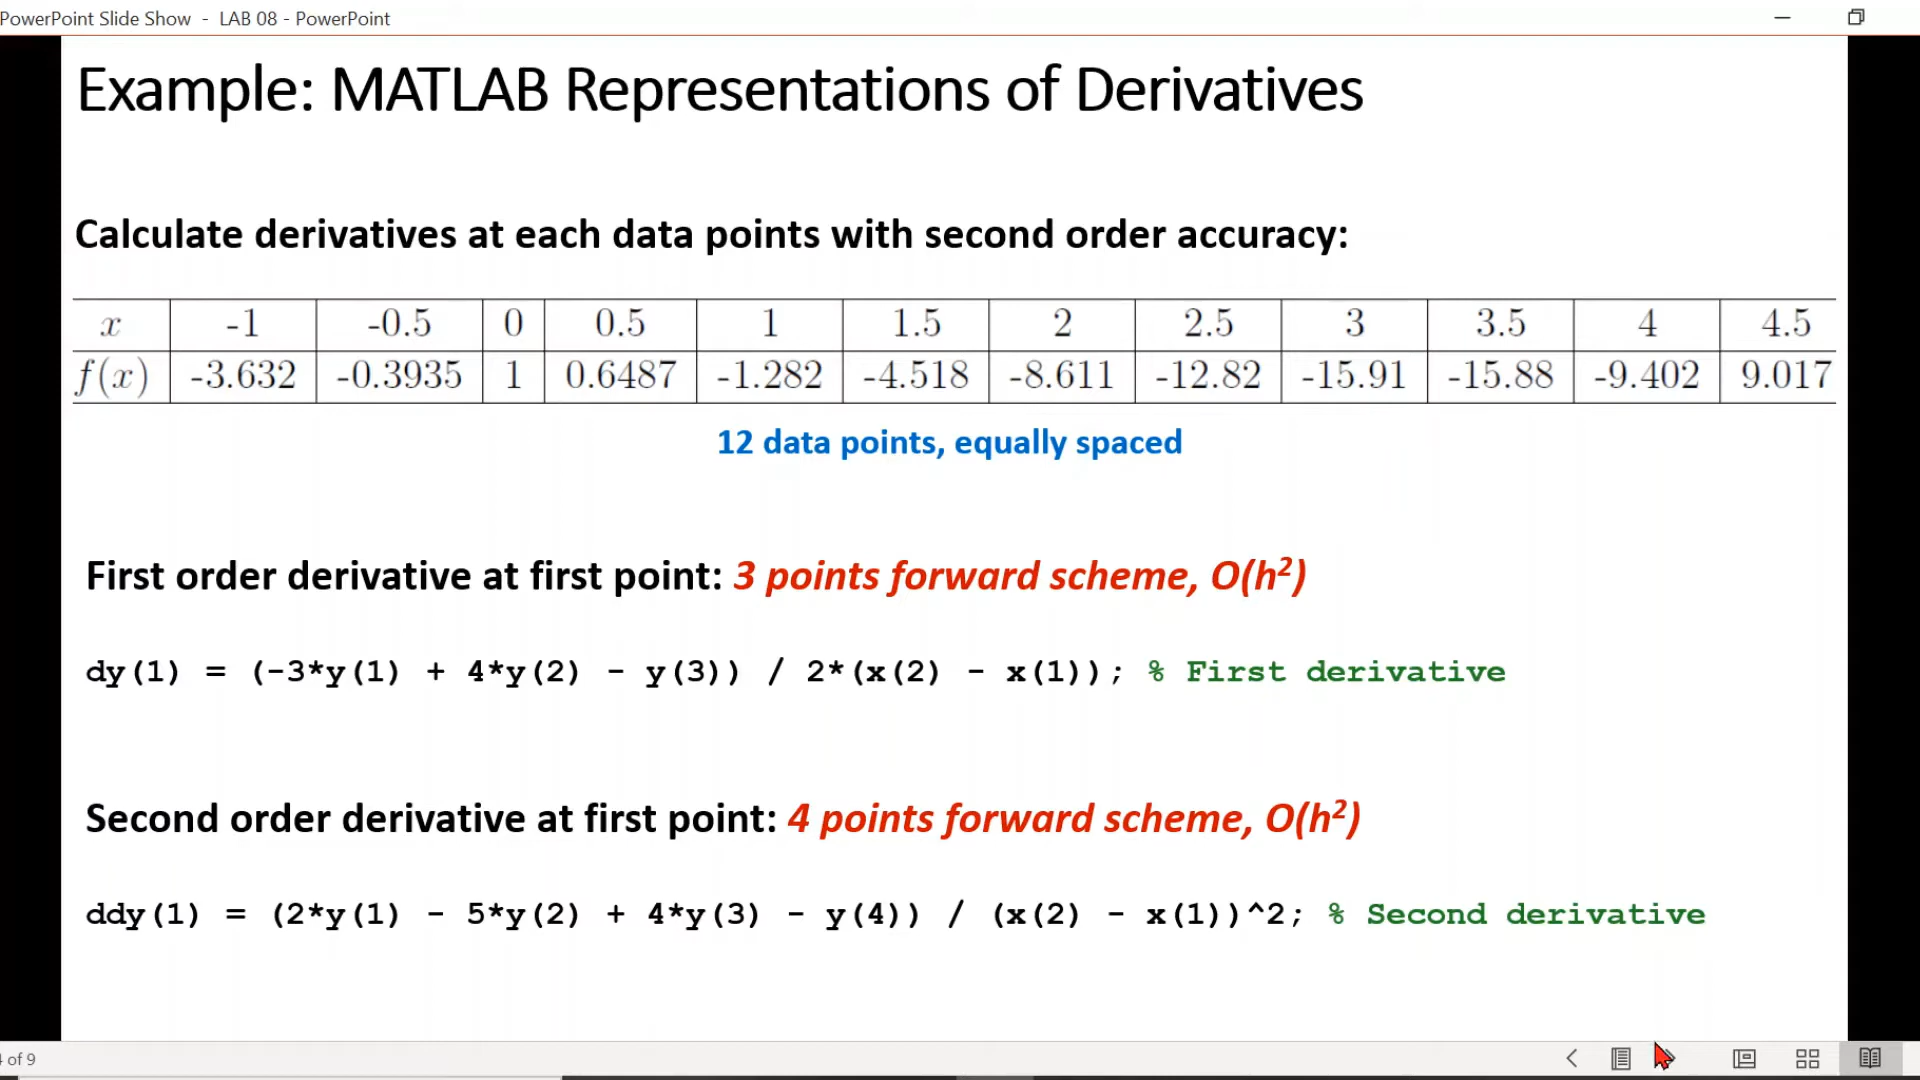 PowerPoint Slide Show - LAB 08 - PowerPoint
Example: MATLAB Representations of Derivatives
Calculate derivatives at each data points with second order accuracy:
x -1 -0.5 0 0.5 1 1.5 2 2.5 3 3.5 4 4.5
f(x) -3.632 -0.3935 1 0.6487 -1.282 -4.518 -8.611 -12.82 -15.91 -15.88 -9.402 9.017
12 data points, equally spaced
First order derivative at first point: 3 points forward scheme, O(h²)
dy(1) = (-3*y(1) + 4*y(2) - y(3)) / 2*(x(2) - x(1)); % First derivative
Second order derivative at first point: 4 points forward scheme, O(h²)
ddy(1) = (2*y(1) - 5*y(2) + 4*y(3) - y(4)) / (x(2) - x(1))^2; % Second derivative
of 9